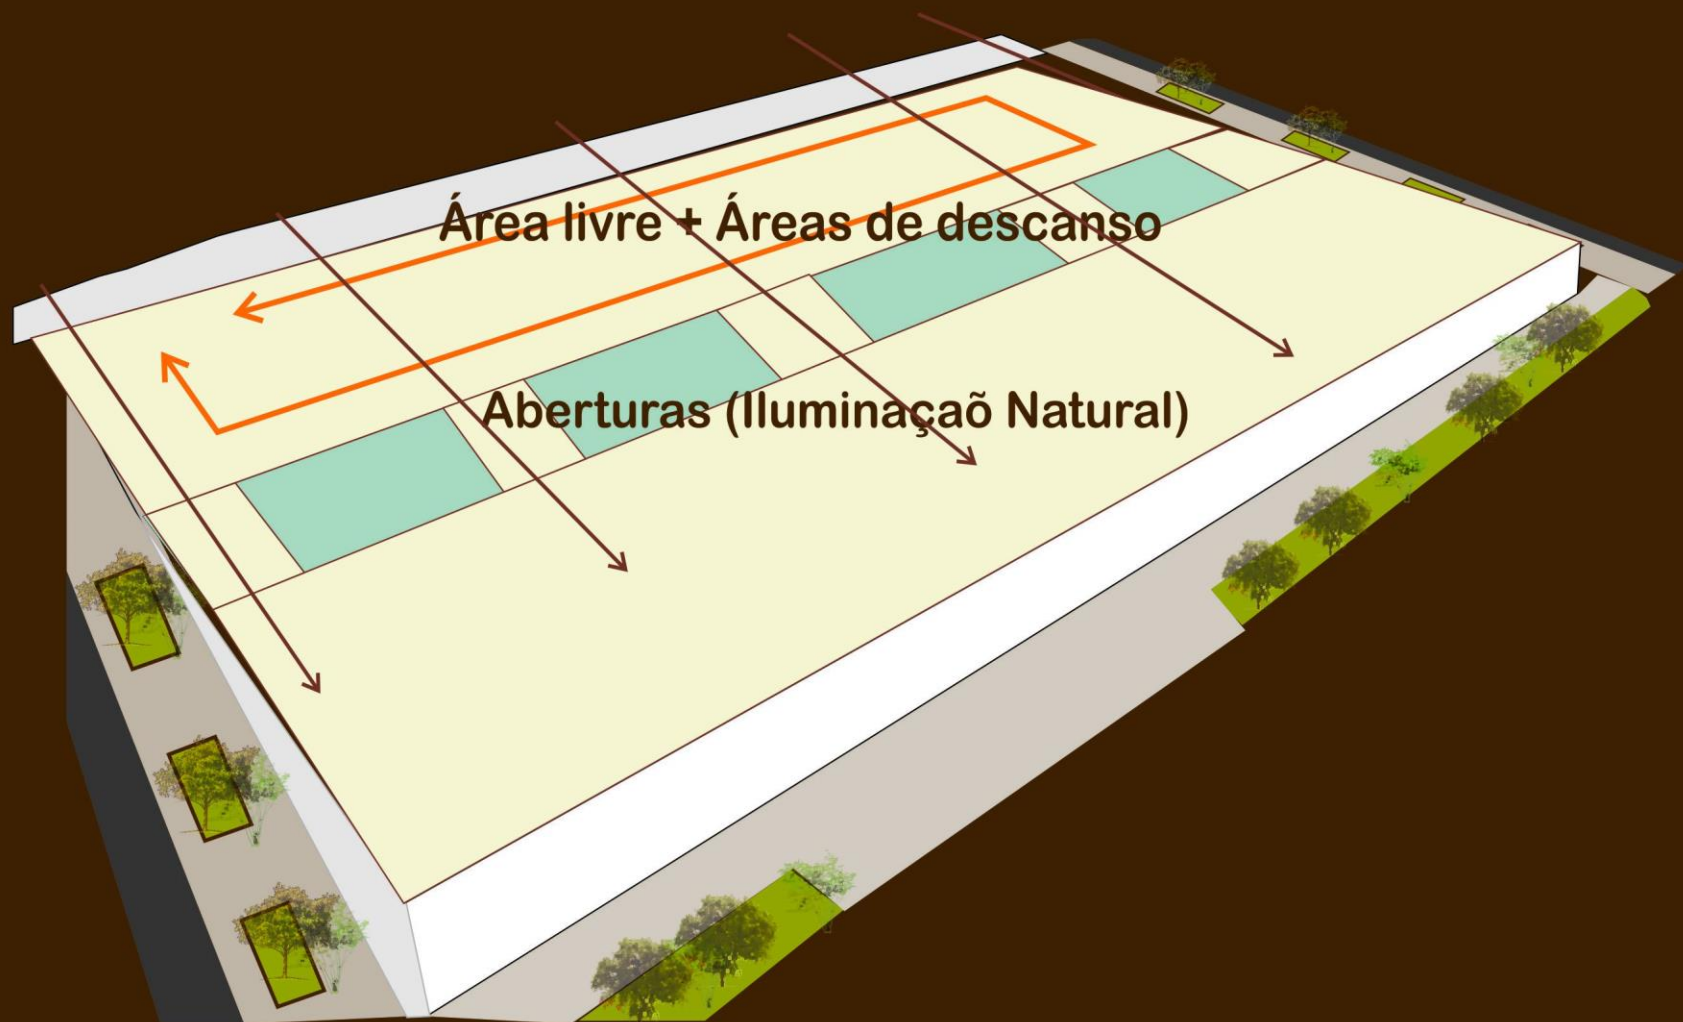 Área livre + Áreas de descanso
Aberturas (Iluminaçaõ Natural)